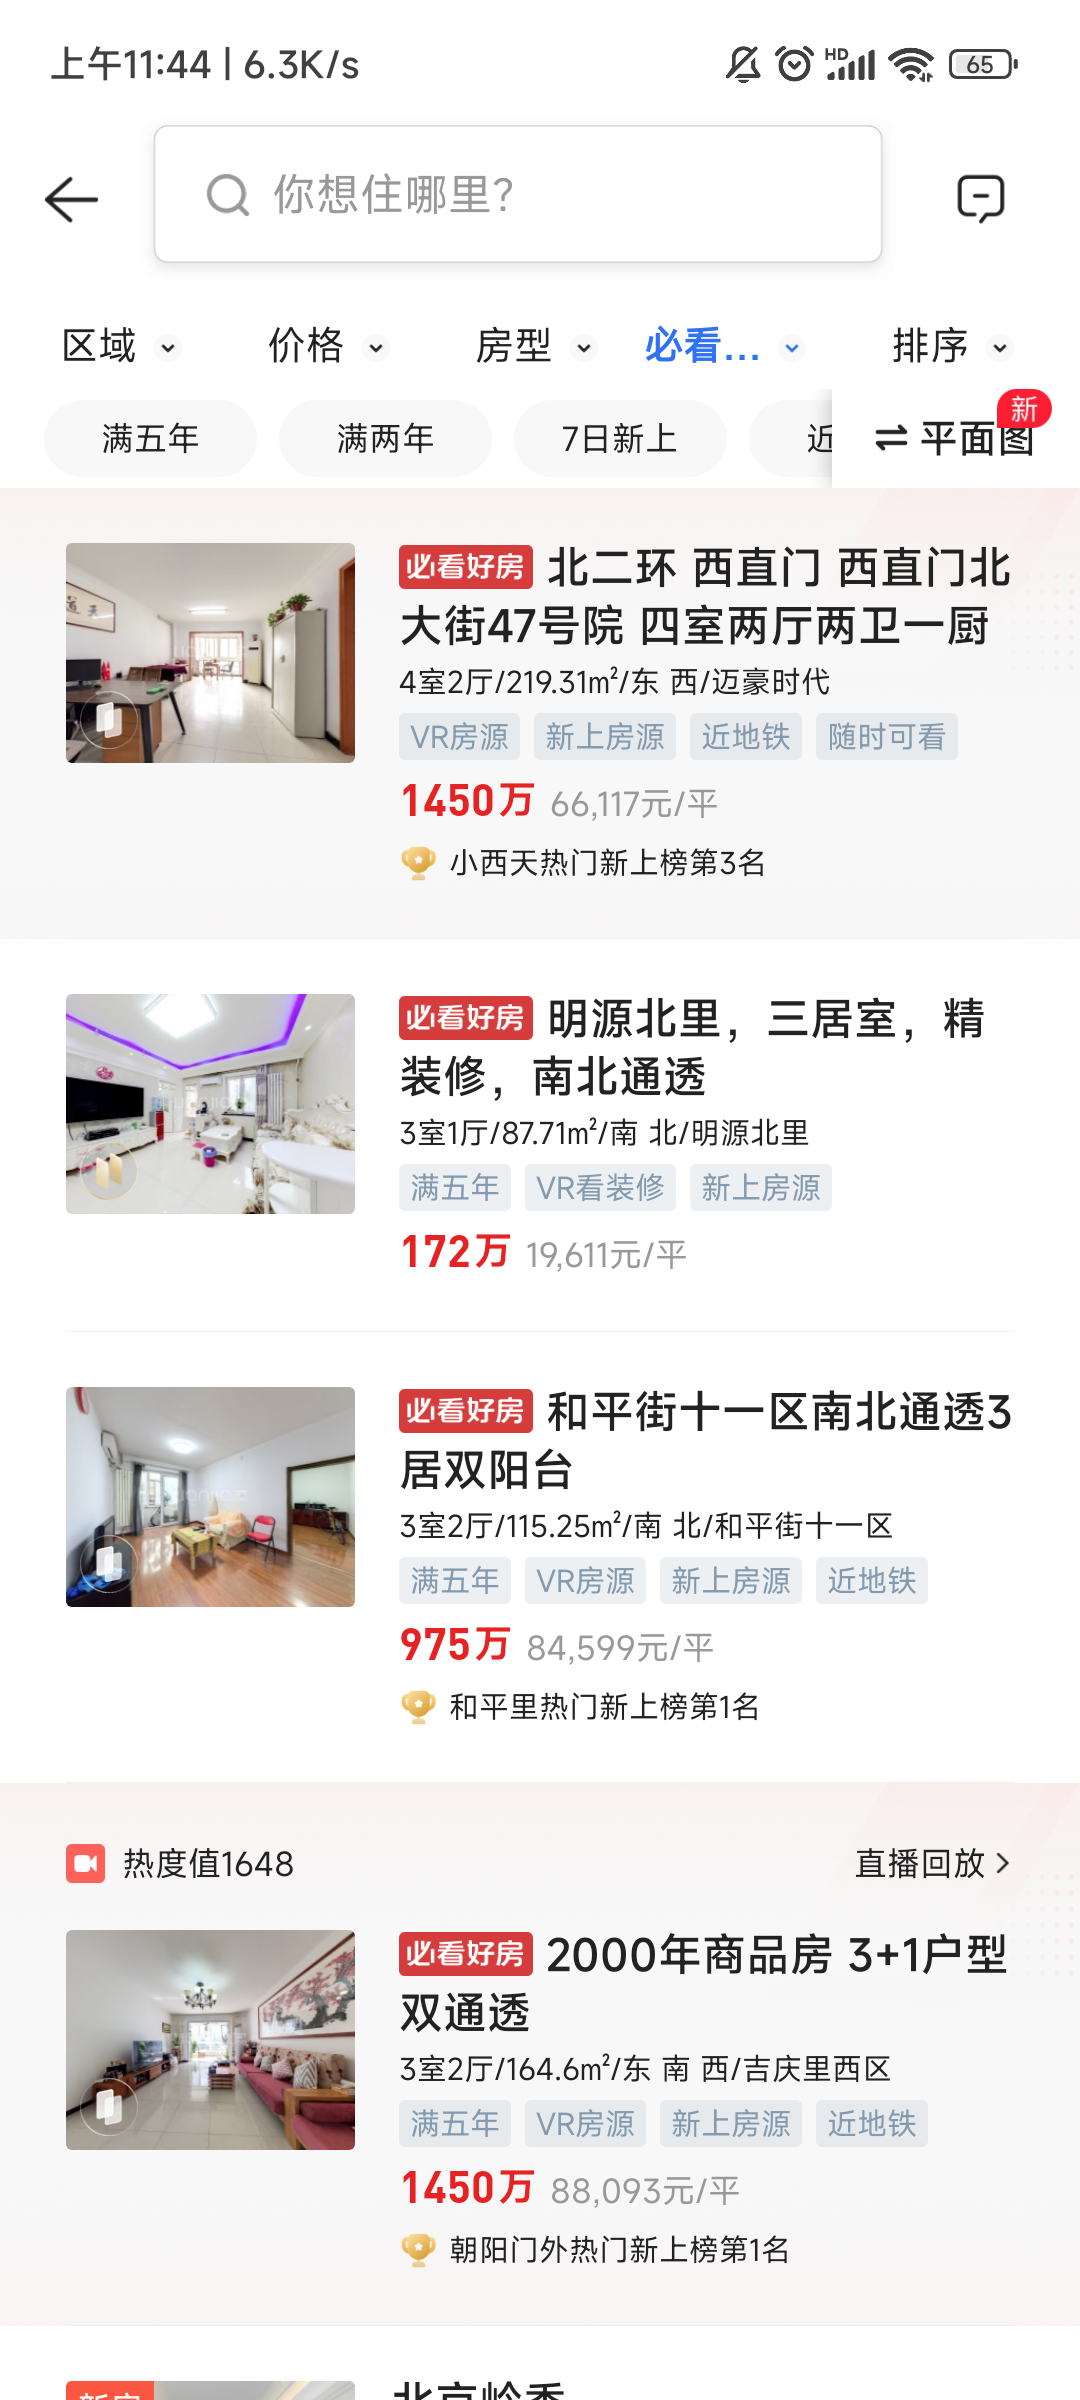 上午11:44 | 6.3K/s
HD
65
你想住哪里?
区域 价格 房型 必看... 排序
满五年 满两年 7日新上 近 平面图
新
必看好房 北二环 西直门 西直门北
大街47号院 四室两厅两卫一厨
4室2厅/219.31㎡/东 西/迈豪时代
VR房源 新上房源 近地铁 随时可看
1450万 66,117元/平
小西天热门新上榜第3名
必看好房 明源北里，三居室，精
装修，南北通透
3室1厅/87.71㎡/南 北/明源北里
满五年 VR看装修 新上房源
172万 19,611元/平
必看好房 和平街十一区南北通透3
居双阳台
3室2厅/115.25㎡/南 北/和平街十一区
满五年 VR房源 新上房源 近地铁
975万 84,599元/平
和平里热门新上榜第1名
热度值1648 直播回放
必看好房 2000年商品房 3+1户型
双通透
3室2厅/164.6㎡/东 南 西/吉庆里西区
满五年 VR房源 新上房源 近地铁
1450万 88,093元/平
朝阳门外热门新上榜第1名